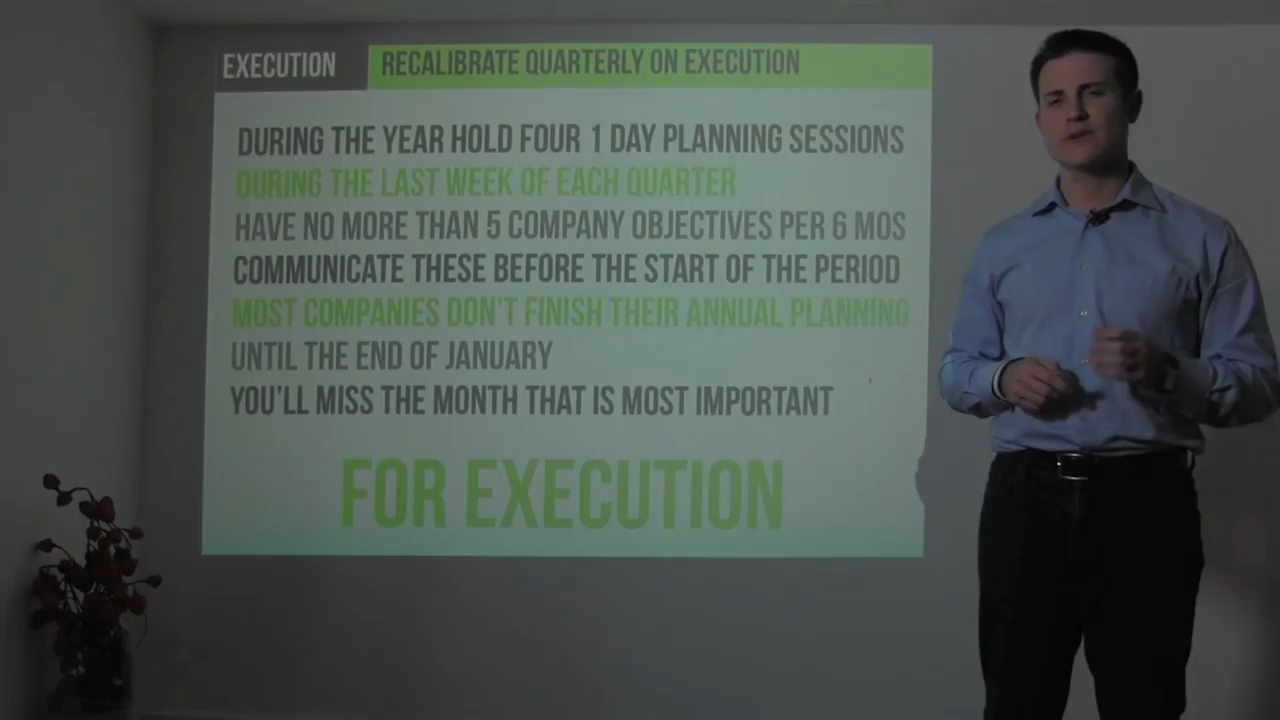 EXECUTION
RECALIBRATE QUARTERLY ON EXECUTION
DURING THE YEAR HOLD FOUR 1 DAY PLANNING SESSIONS
DURING THE LAST WEEK OF EACH QUARTER
HAVE NO MORE THAN 5 COMPANY OBJECTIVES PER 6 MOS
COMMUNICATE THESE BEFORE THE START OF THE PERIOD
MOST COMPANIES DON'T FINISH THEIR ANNUAL PLANNING
UNTIL THE END OF JANUARY
YOU'LL MISS THE MONTH THAT IS MOST IMPORTANT
FOR EXECUTION